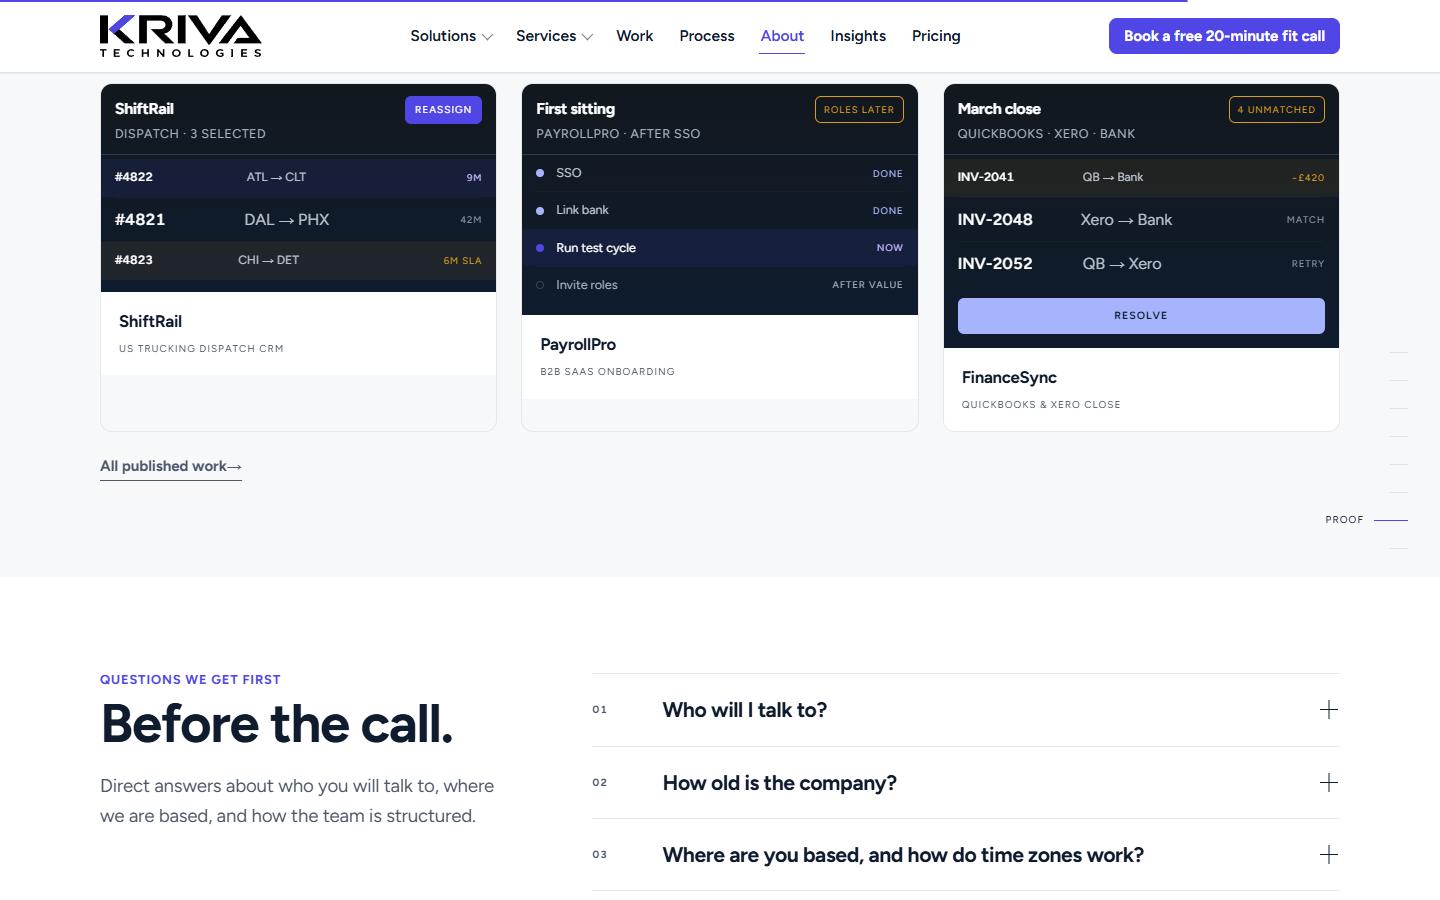 KRIVA
TECHNOLOGIES
Solutions
Services
Work
Process
About
Insights
Pricing
Book a free 20-minute fit call
ShiftRail
REASSIGN
DISPATCH · 3 SELECTED
#4822 ATL → CLT 9M
#4821 DAL → PHX 42M
#4823 CHI → DET 6M SLA
ShiftRail
US TRUCKING DISPATCH CRM
First sitting
ROLES LATER
PAYROLLPRO · AFTER SSO
SSO DONE
Link bank DONE
Run test cycle NOW
Invite roles AFTER VALUE
PayrollPro
B2B SAAS ONBOARDING
March close
4 UNMATCHED
QUICKBOOKS · XERO · BANK
INV-2041 QB → Bank −£420
INV-2048 Xero → Bank MATCH
INV-2052 QB → Xero RETRY
RESOLVE
FinanceSync
QUICKBOOKS & XERO CLOSE
All published work→
PROOF
QUESTIONS WE GET FIRST
Before the call.
Direct answers about who you will talk to, where
we are based, and how the team is structured.
01 Who will I talk to?
02 How old is the company?
03 Where are you based, and how do time zones work?